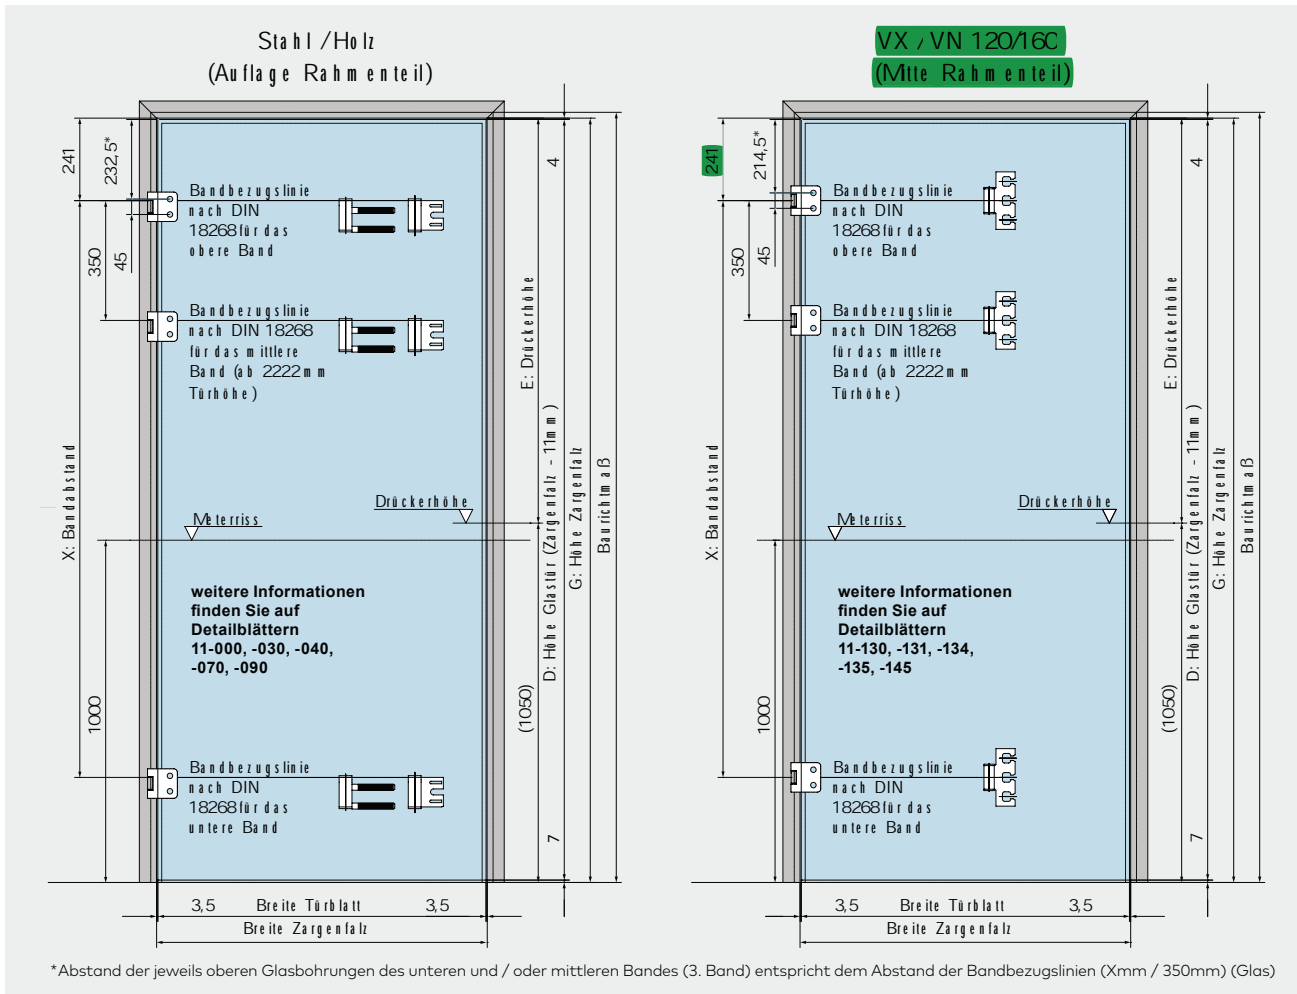 Stahl / Holz
(Auflage Rahmenteil)
241
232,5*
4
Bandbezugslinie
nach DIN
18268 für das
obere Band
350
45
Bandbezugslinie
nach DIN 18268
für das mittlere
Band (ab 2222mm
Türhöhe)
E: Drückerhöhe
X: Bandabstand
Drückerhöhe
Meterriss
D: Höhe Glastür (Zargenfalz - 11mm)
G: Höhe Zargenfalz
Baurichtmaß
weitere Informationen
finden Sie auf
Detailblättern
11-000, -030, -040,
-070, -090
1000
(1050)
Bandbezugslinie
nach DIN
18268 für das
untere Band
7
3,5 Breite Türblatt 3,5
Breite Zargenfalz
VX / VN 120/160
(Mitte Rahmenteil)
241
214,5*
4
Bandbezugslinie
nach DIN
18268 für das
obere Band
350
45
Bandbezugslinie
nach DIN 18268
für das mittlere
Band (ab 2222mm
Türhöhe)
E: Drückerhöhe
X: Bandabstand
Drückerhöhe
Meterriss
D: Höhe Glastür (Zargenfalz - 11mm)
G: Höhe Zargenfalz
Baurichtmaß
weitere Informationen
finden Sie auf
Detailblättern
11-130, -131, -134,
-135, -145
1000
(1050)
Bandbezugslinie
nach DIN
18268 für das
untere Band
7
3,5 Breite Türblatt 3,5
Breite Zargenfalz
*Abstand der jeweils oberen Glasbohrungen des unteren und / oder mittleren Bandes (3. Band) entspricht dem Abstand der Bandbezugslinien (Xmm / 350mm) (Glas)